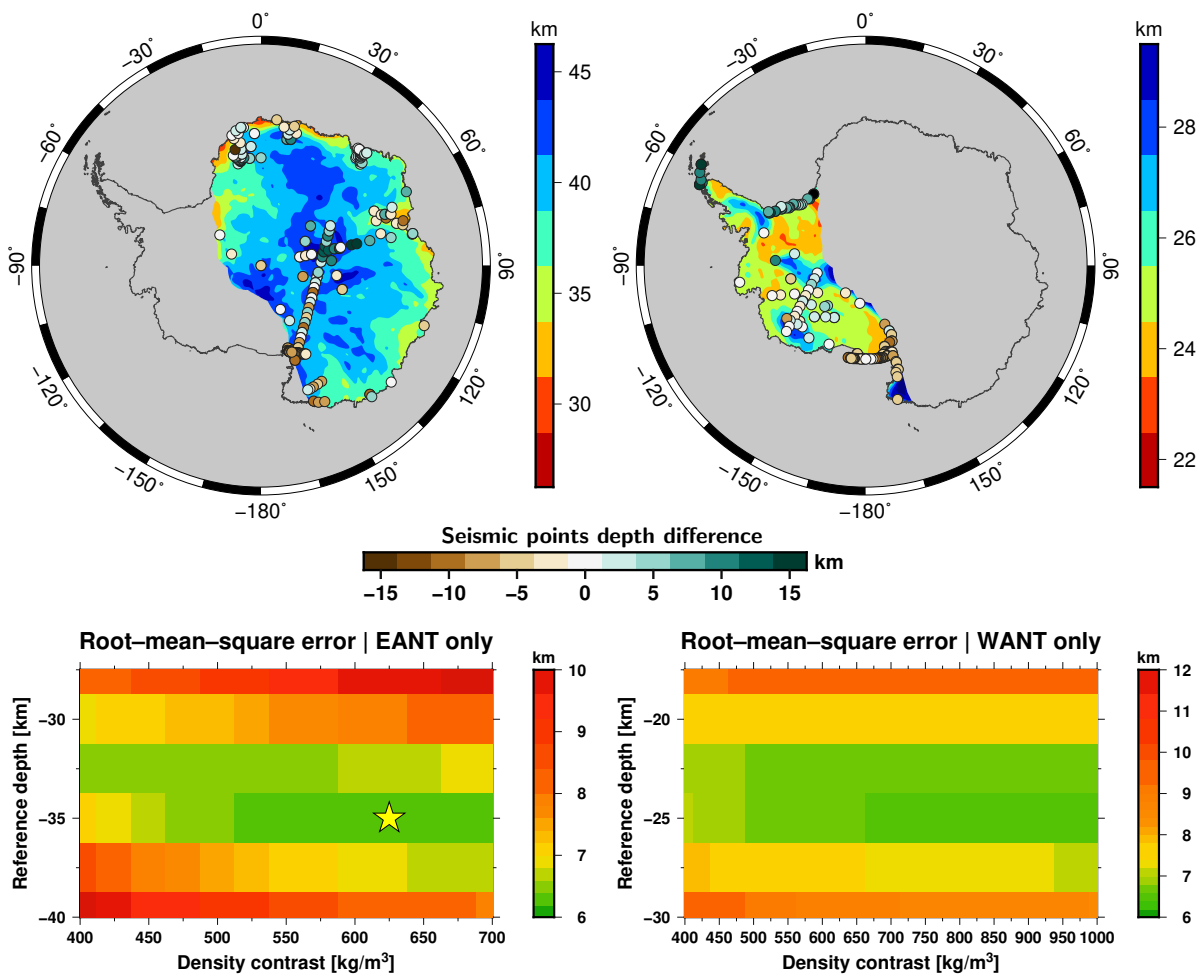 0° km 0° km
−30° 30° −30° 30°
−60° 60° −60° 60°
−90° 90° −90° 90°
−120° 120° −120° 120°
−150° 150° −150° 150°
−180° −180°
45
40
35
30
28
26
24
22
Seismic points depth difference
−15 −10 −5 0 5 10 15 km
Root−mean−square error | EANT only
km
Reference depth [km]
−30
−35
−40
400 450 500 550 600 650 700
Density contrast [kg/m³]
10
9
8
7
6
Root−mean−square error | WANT only
km
Reference depth [km]
−20
−25
−30
400 450 500 550 600 650 700 750 800 850 900 950 1000
Density contrast [kg/m³]
12
11
10
9
8
7
6